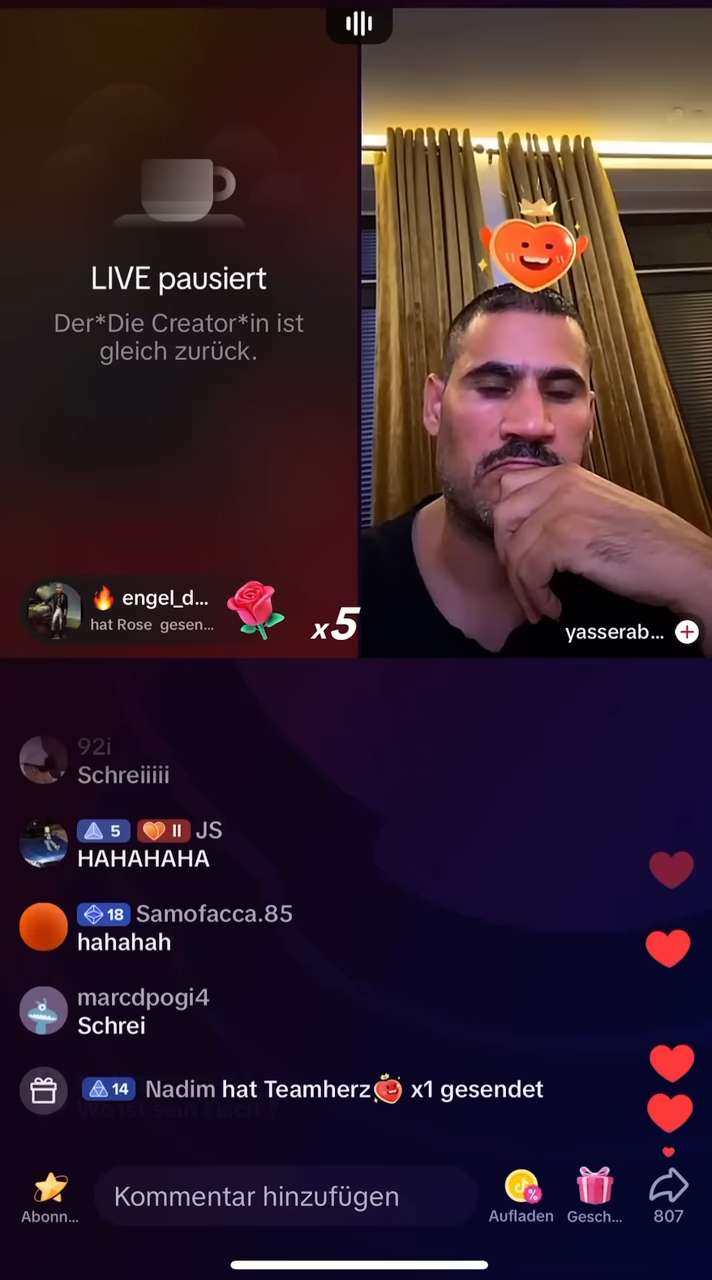 LIVE pausiert
Der*Die Creator*in ist
gleich zurück.
engel_d...
hat Rose gesen...
x5
yasserab...
92i
Schreiiiii
5 II JS
HAHAHAHA
18 Samofacca.85
hahahah
marcdpogi4
Schrei
14 Nadim hat Teamherz x1 gesendet
Abonn...
Kommentar hinzufügen
%
Aufladen
Gesch...
807